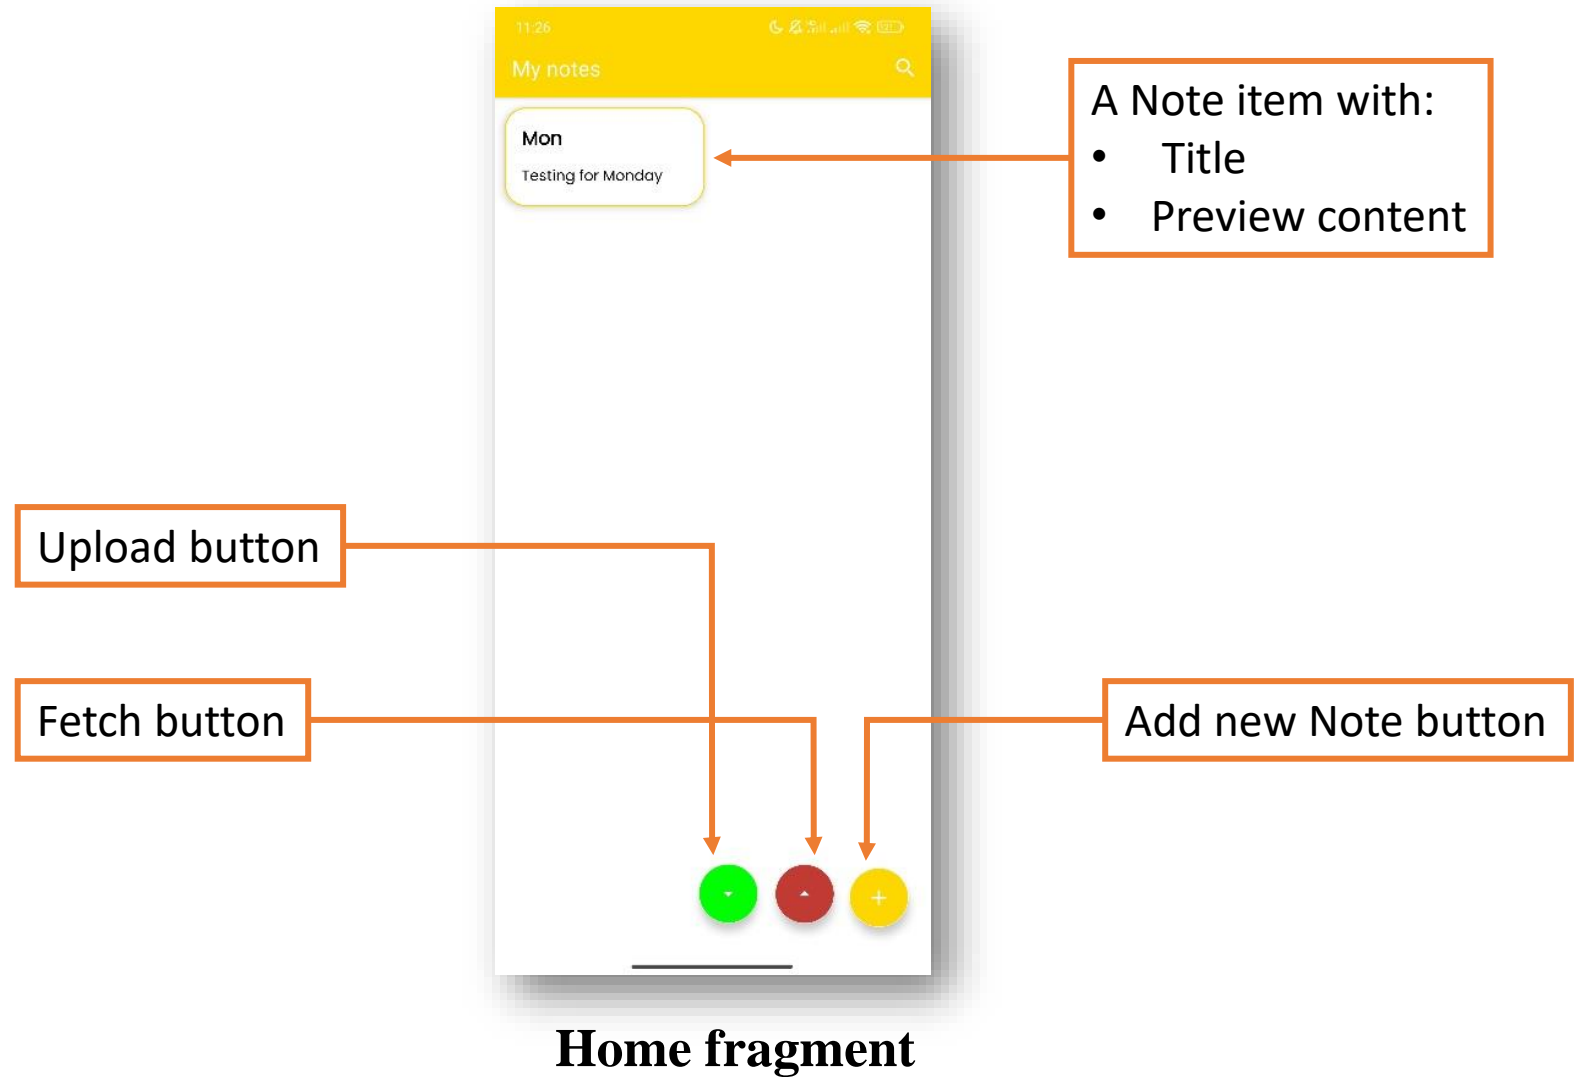 11:26
My notes
Mon
Testing for Monday
A Note item with:
• Title
• Preview content
Upload button
Fetch button
Add new Note button
Home fragment